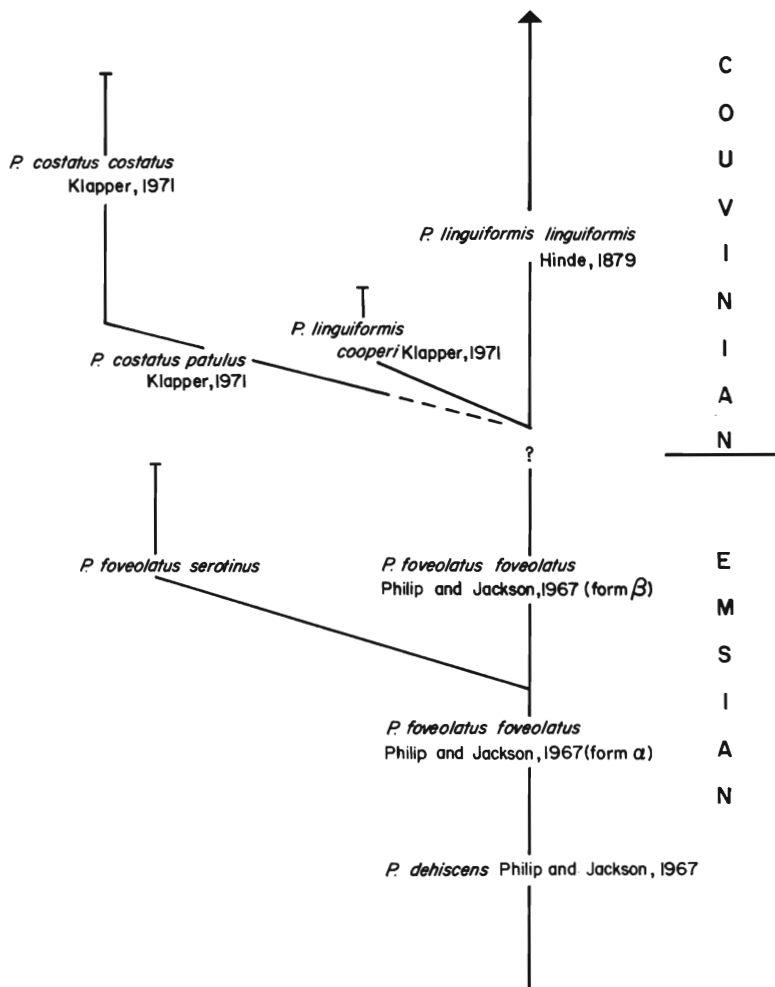 P. costatus costatus
Klapper, 1971
P. linguiformis linguiformis
Hinde, 1879
P. linguiformis
cooperi Klapper, 1971
P. costatus patulus
Klapper, 1971
?
P. foveolatus serotinus
P. foveolatus foveolatus
Philip and Jackson, 1967 (form β)
P. foveolatus foveolatus
Philip and Jackson, 1967 (form α)
P. dehiscens Philip and Jackson, 1967
C
O
U
V
I
N
I
A
N
E
M
S
I
A
N